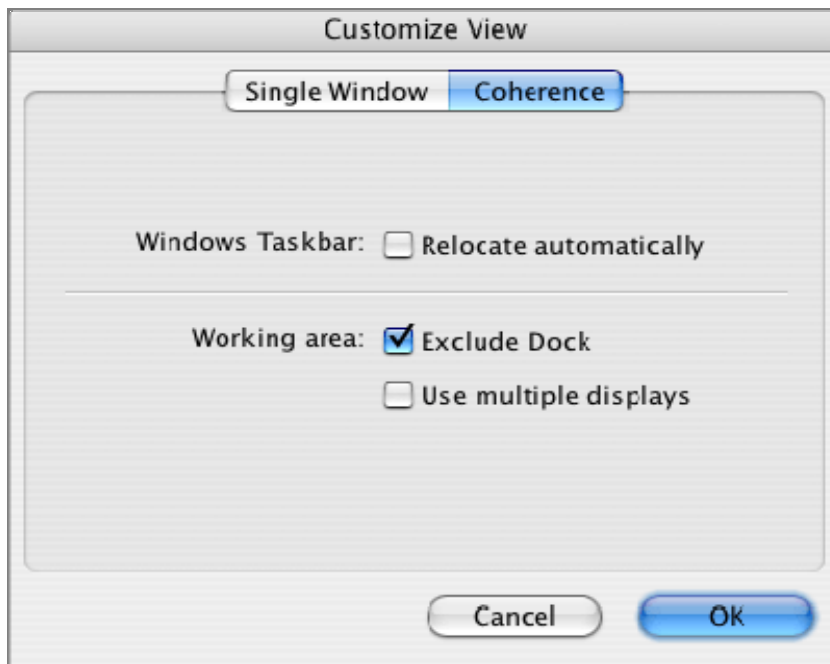 Customize View
Single Window Coherence
Windows Taskbar: Relocate automatically
Working area: Exclude Dock
Use multiple displays
Cancel OK